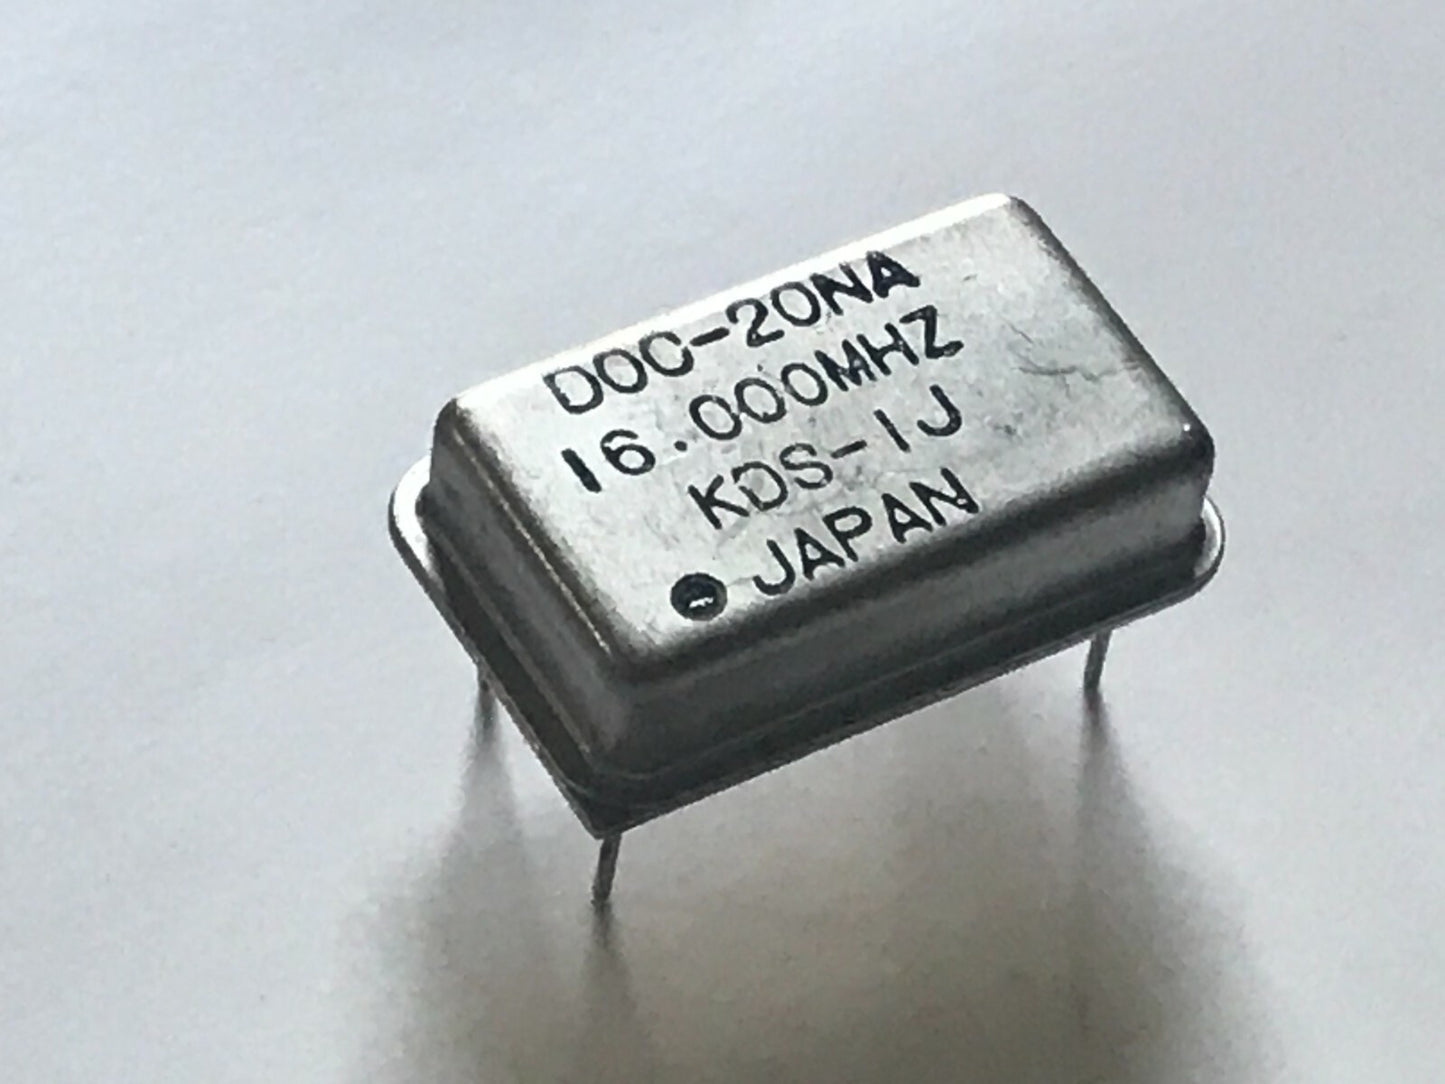 DOC-20NA
16.000MHZ
KDS-1J
JAPAN